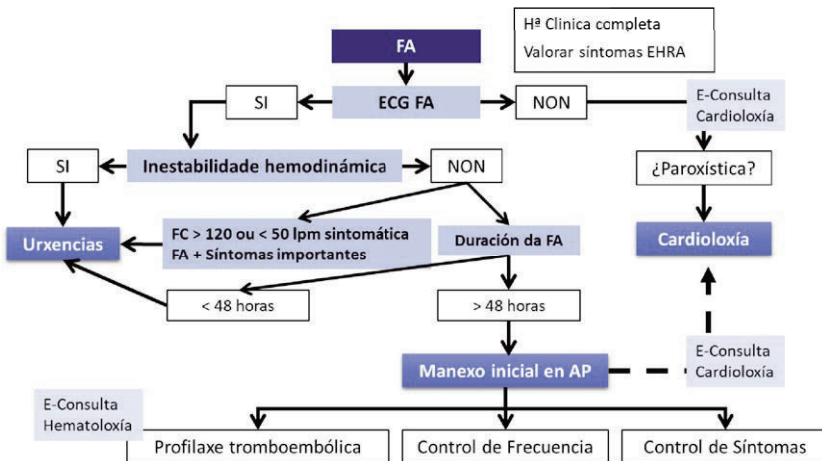 FA
Hª Clinica completa
Valorar síntomas EHRA
SI
ECG FA
NON
E-Consulta
Cardioloxía
SI
Inestabilidade hemodinámica
NON
¿Paroxística?
Urxencias
FC > 120 ou < 50 lpm sintomática
FA + Síntomas importantes
Duración da FA
Cardioloxía
< 48 horas
> 48 horas
Manexo inicial en AP
E-Consulta
Cardioloxía
E-Consulta
Hematoloxía
Profilaxe tromboembólica
Control de Frecuencia
Control de Síntomas